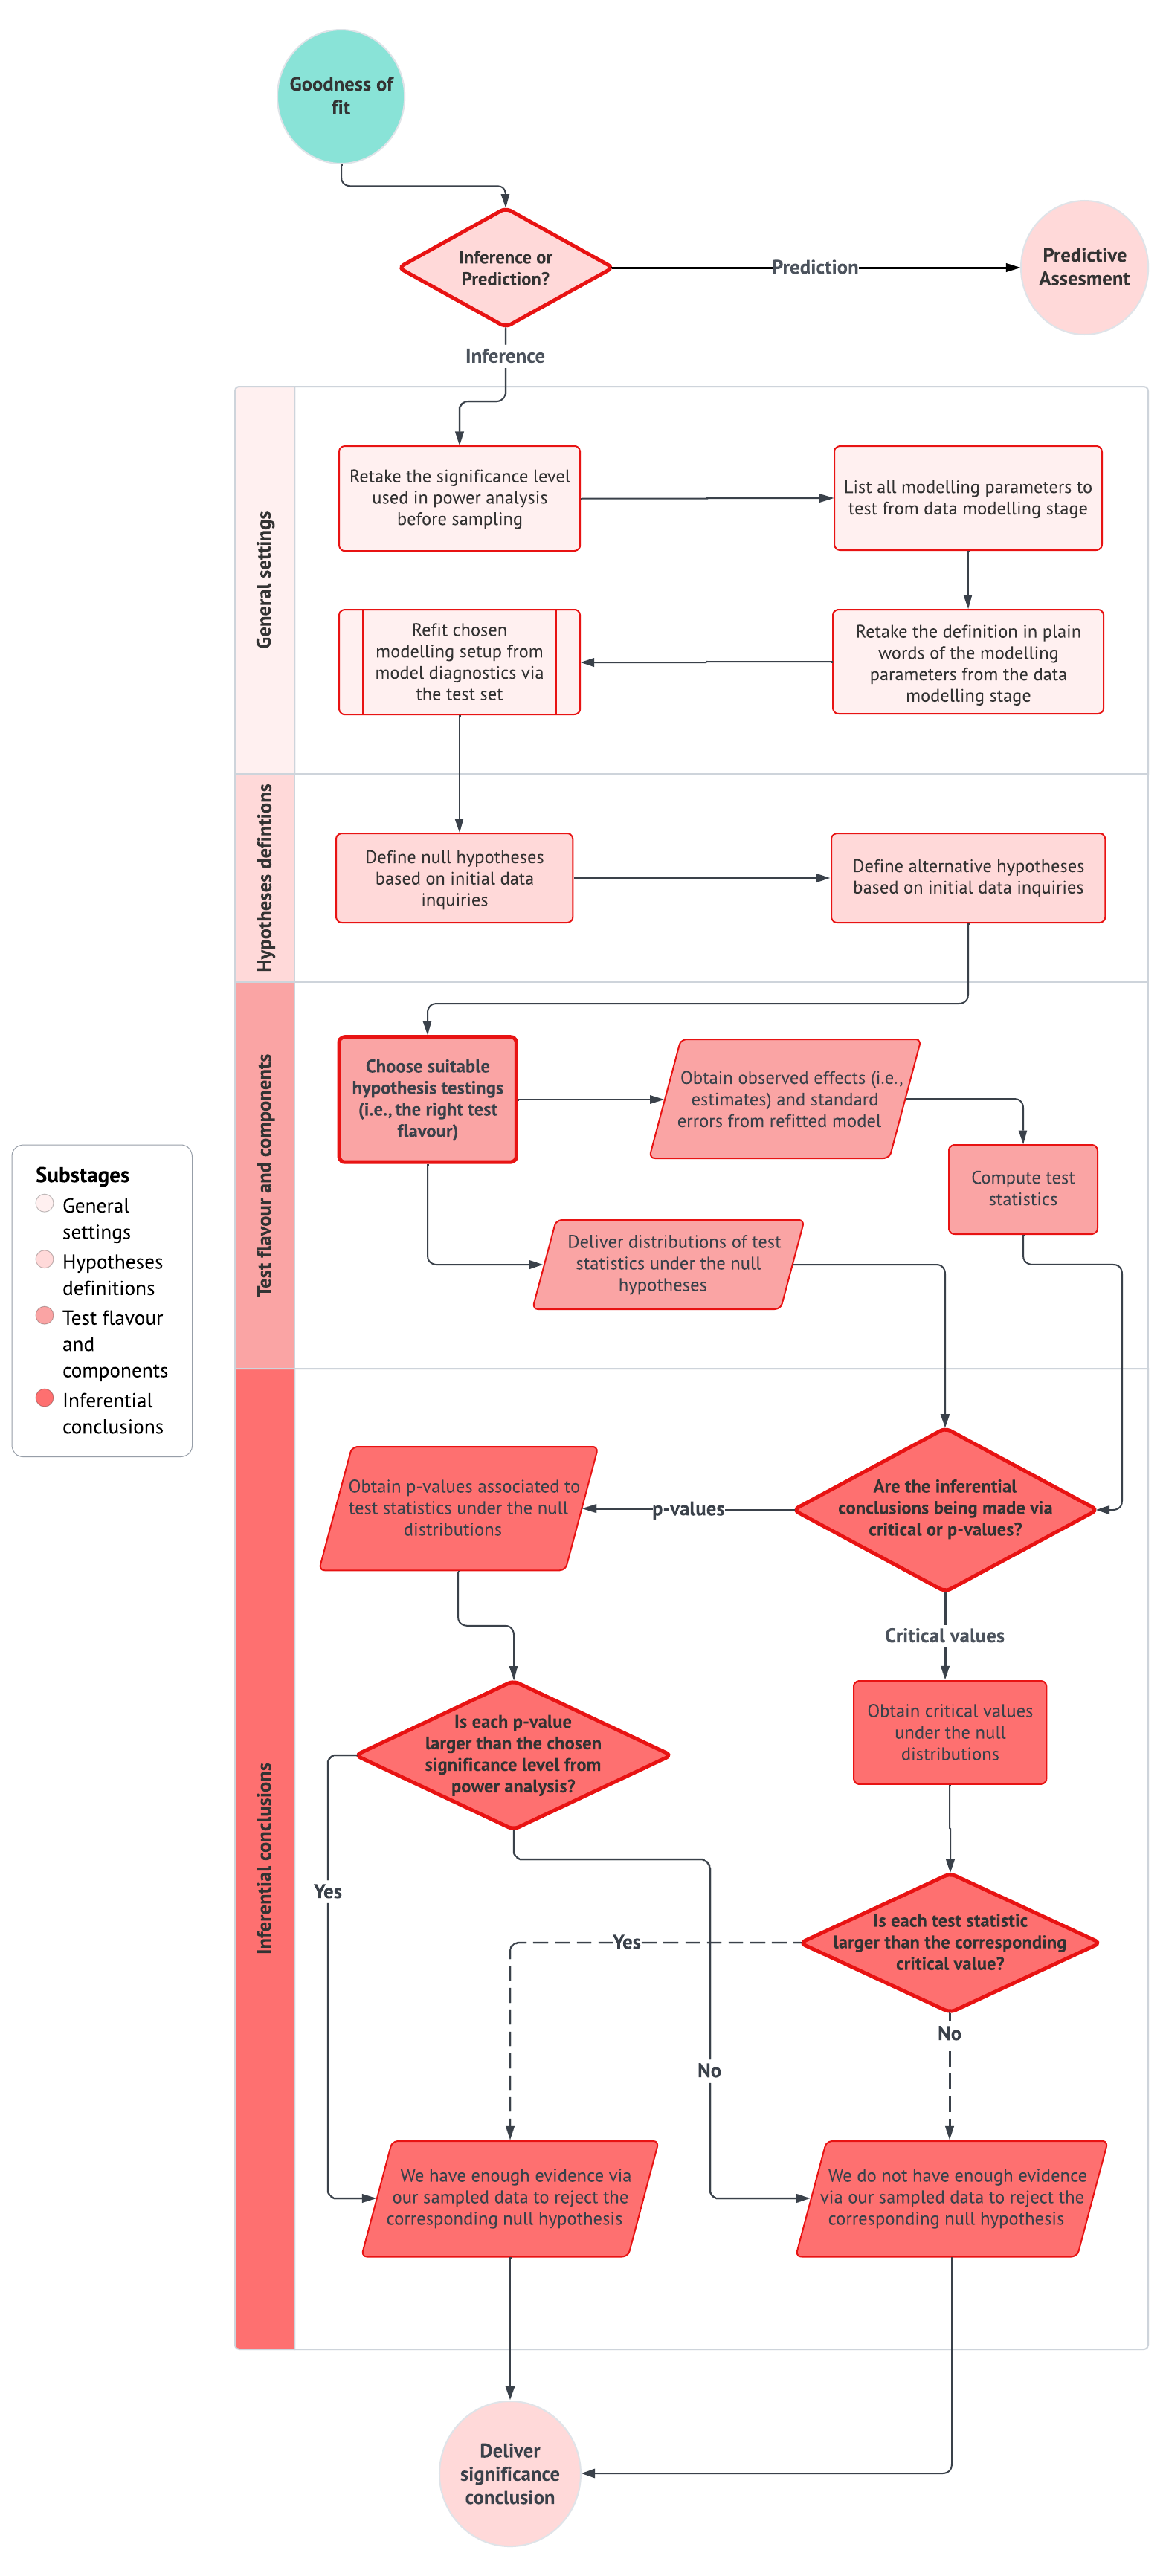 Goodness of
fit
Inference or
Prediction?
Prediction
Predictive
Assesment
Inference
General settings
Retake the significance level
used in power analysis
before sampling
List all modelling parameters to
test from data modelling stage
Refit chosen
modelling setup from
model diagnostics via
the test set
Retake the definition in plain
words of the modelling
parameters from the data
modelling stage
Hypotheses defintions
Define null hypotheses
based on initial data
inquiries
Define alternative hypotheses
based on initial data inquiries
Test flavour and components
Choose suitable
hypothesis testings
(i.e., the right test
flavour)
Obtain observed effects (i.e.,
estimates) and standard
errors from refitted model
Compute test
statistics
Deliver distributions of test
statistics under the null
hypotheses
Substages
General
settings
Hypotheses
definitions
Test flavour
and
components
Inferential
conclusions
Inferential conclusions
Obtain p-values associated to
test statistics under the null
distributions
p-values
Are the inferential
conclusions being made via
critical or p-values?
Critical values
Is each p-value
larger than the chosen
significance level from
power analysis?
Obtain critical values
under the null
distributions
Yes
Is each test statistic
larger than the corresponding
critical value?
Yes
No
No
We have enough evidence via
our sampled data to reject the
corresponding null hypothesis
We do not have enough evidence
via our sampled data to reject the
corresponding null hypothesis
Deliver
significance
conclusion